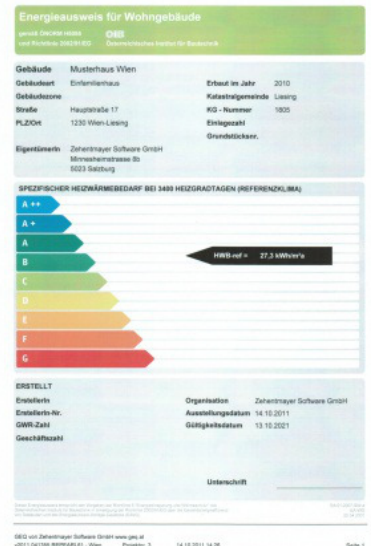 Energieausweis für Wohngebäude
gemäß ÖNORM H5055
und Richtlinie 2002/91/EG
OIB
Österreichisches Institut für Bautechnik
Gebäude Musterhaus Wien
Gebäudeart Einfamilienhaus
Erbaut im Jahr 2010
Gebäudezone
Katastralgemeinde Liesing
Straße Hauptstraße 17
KG - Nummer 1805
PLZ/Ort 1230 Wien-Liesing
Einlagezahl
Grundstücksnr.
EigentümerIn Zehentmayer Software GmbH
Minnesheimstrasse 8b
5023 Salzburg
SPEZIFISCHER HEIZWÄRMEBEDARF BEI 3400 HEIZGRADTAGEN (REFERENZKLIMA)
A ++
A +
A
B
HWB-ref = 27,3 kWh/m²a
C
D
E
F
G
ERSTELLT
ErstellerIn
Organisation Zehentmayer Software GmbH
ErstellerIn-Nr.
Ausstellungsdatum 14.10.2011
GWR-Zahl
Gültigkeitsdatum 13.10.2021
Geschäftszahl
Unterschrift
GEQ von Zehentmayer Software GmbH www.geq.at
14.10.2011
Seite 1